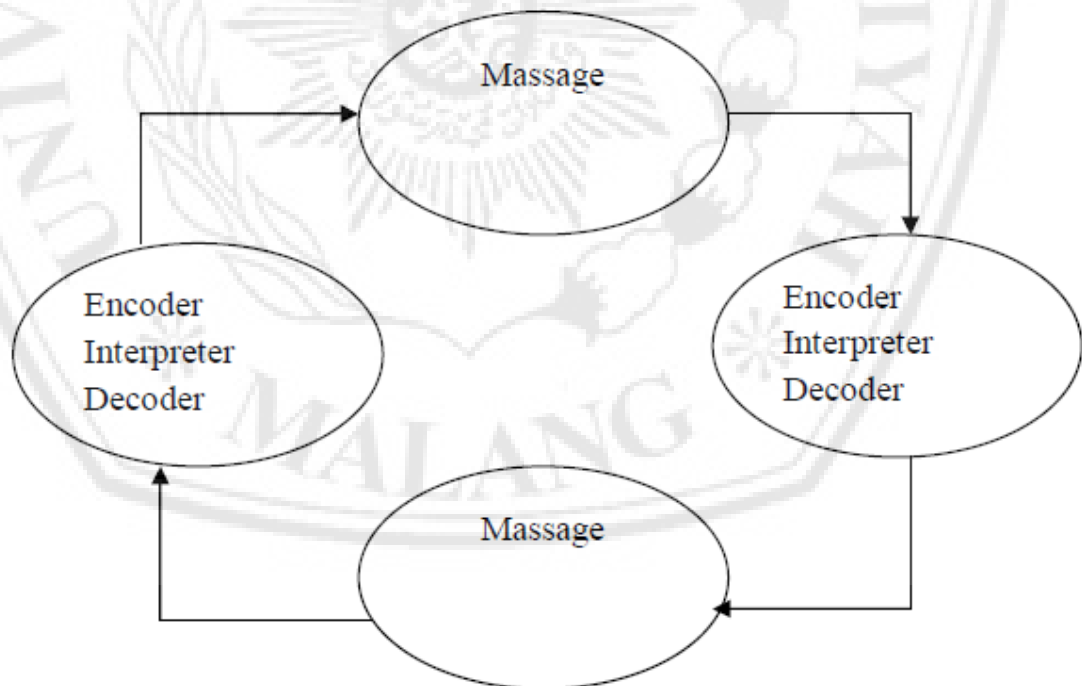 Massage
Encoder
Interpreter
Decoder
Encoder
Interpreter
Decoder
Massage
MALANG